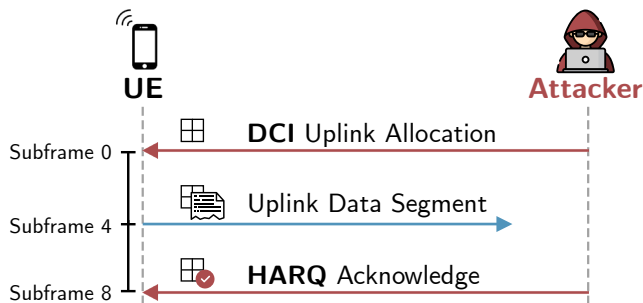 UE
Attacker
DCI Uplink Allocation
Subframe 0
Uplink Data Segment
Subframe 4
HARQ Acknowledge
Subframe 8